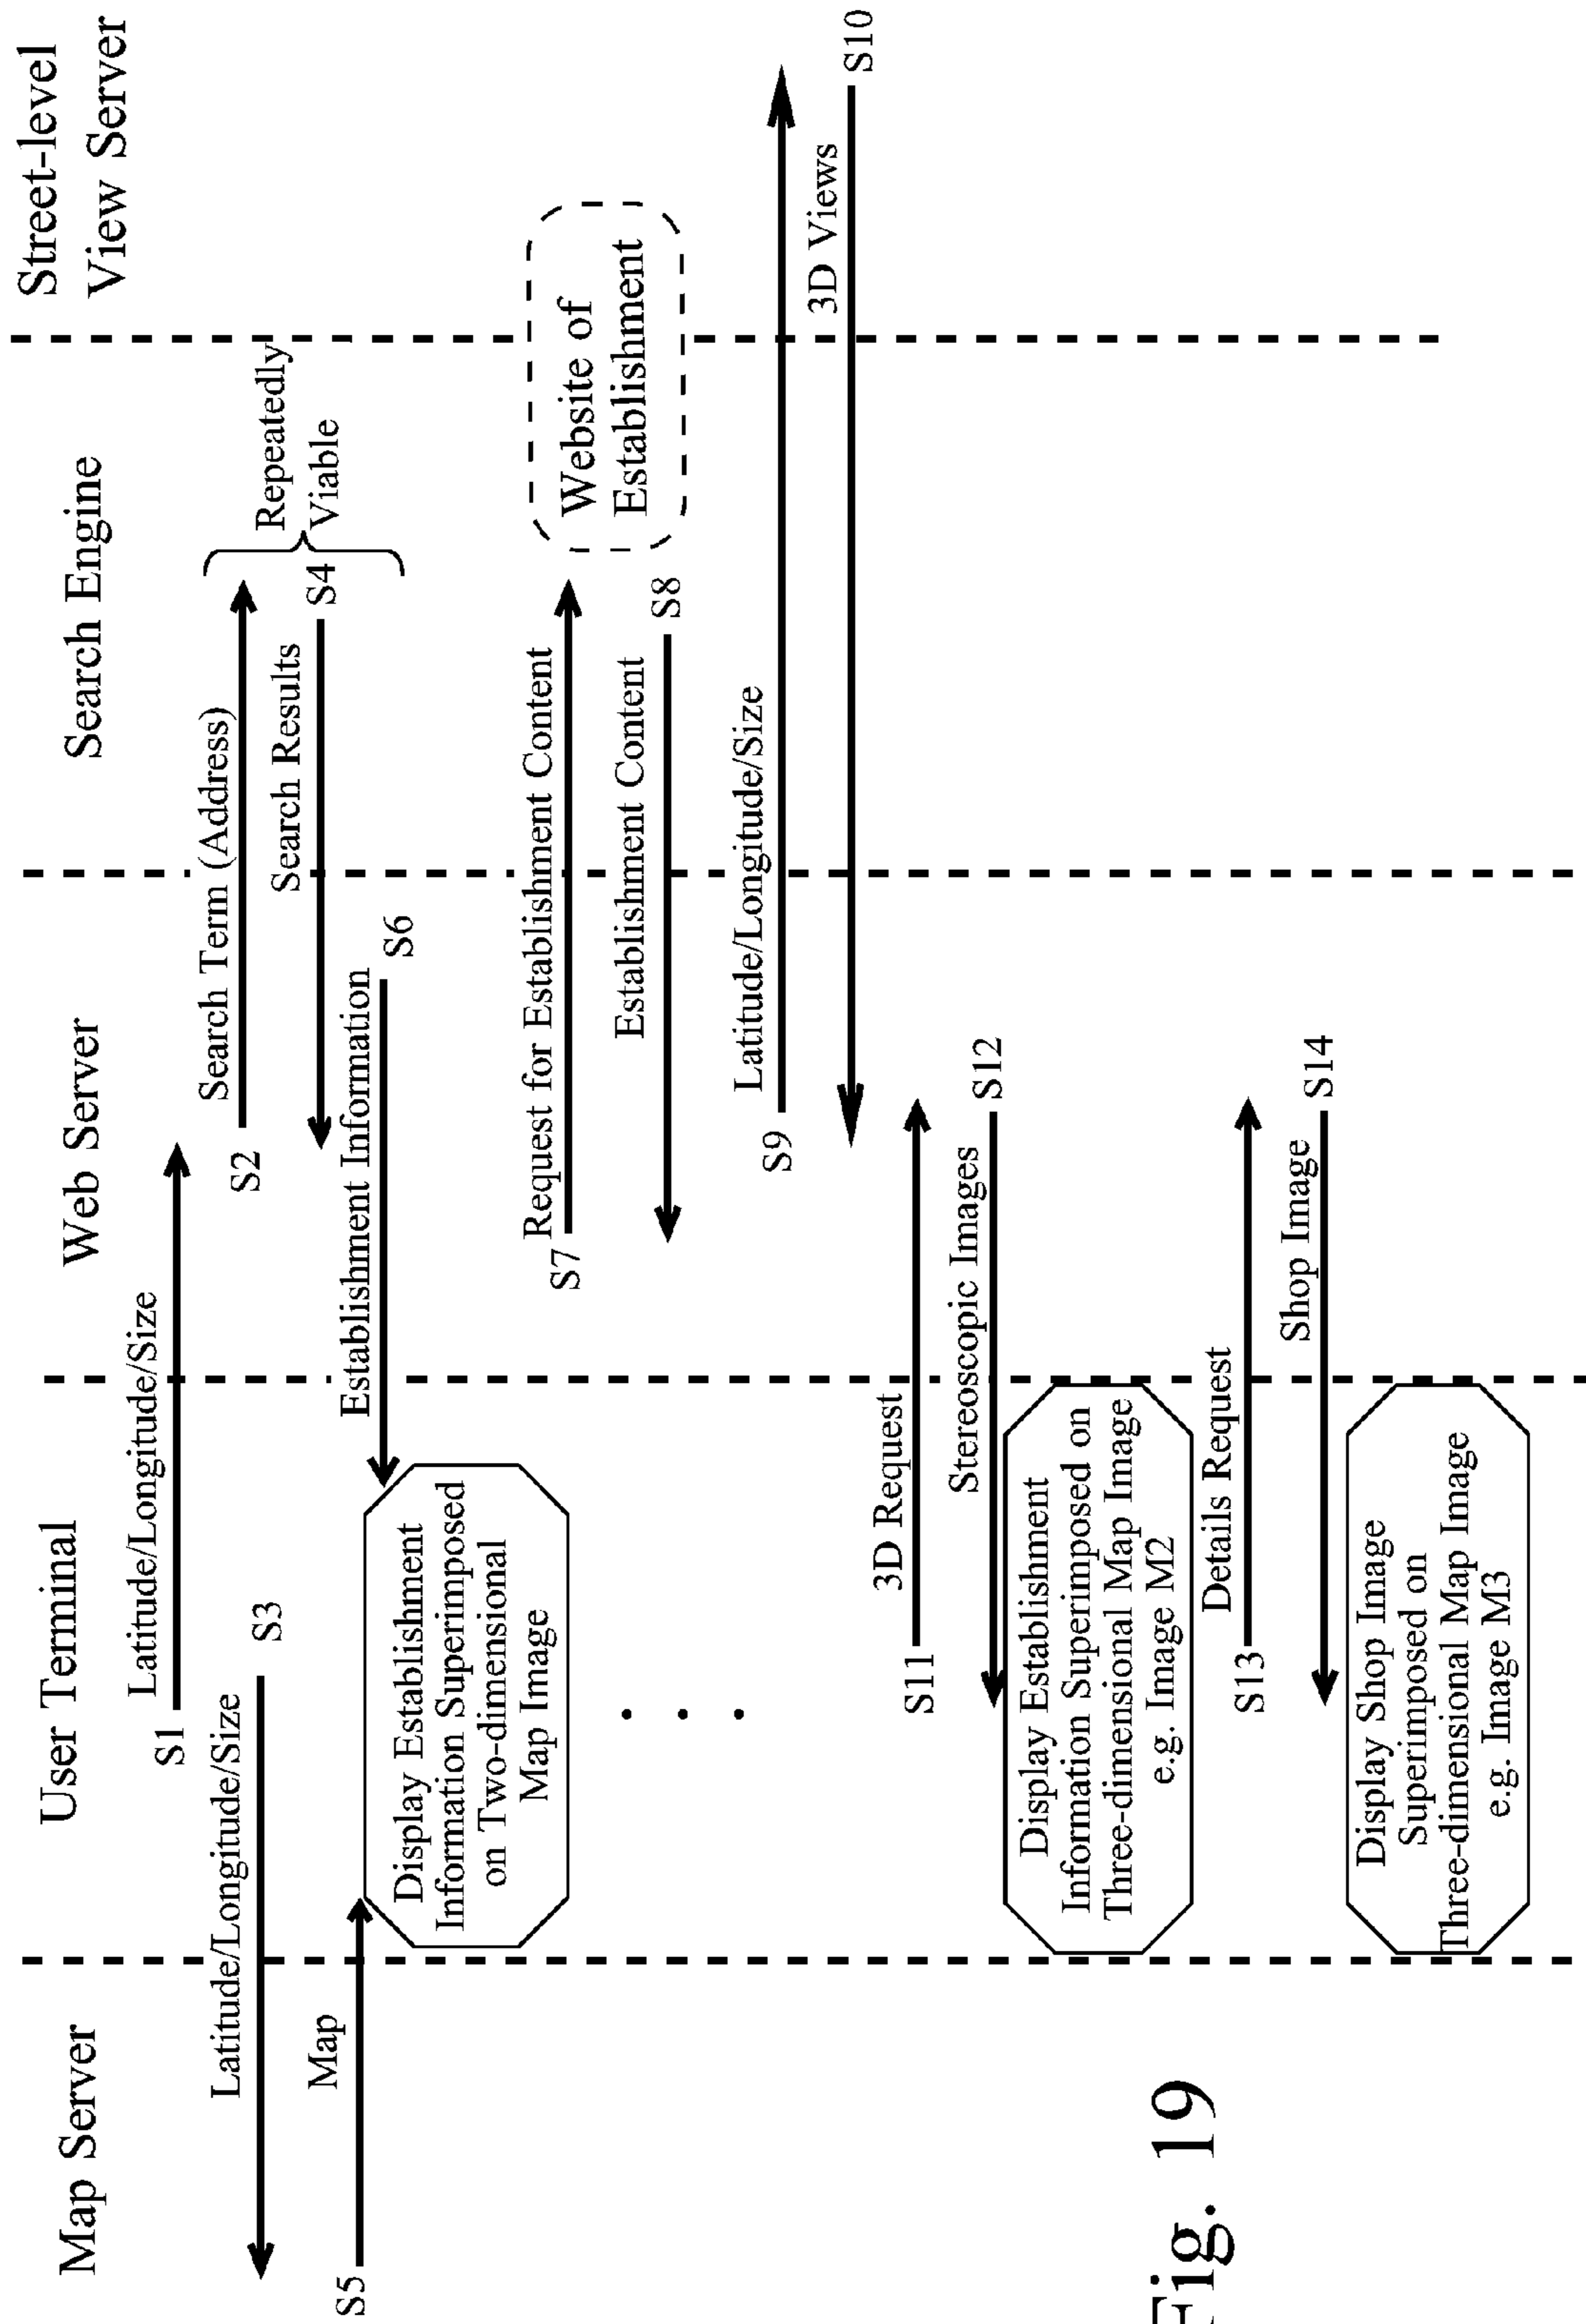 Map Server
User Terminal
Web Server
Search Engine
Street-level
View Server
S1
Latitude/Longitude/Size
S2
Search Term (Address)
Latitude/Longitude/Size
S3
Search Results
S4
Repeatedly
Viable
S5
Map
Establishment Information
S6
Display Establishment
Information Superimposed
on Two-dimensional
Map Image
S7
Request for Establishment Content
Website of
Establishment
Establishment Content
S8
S9
Latitude/Longitude/Size
3D Views
S10
S11
3D Request
Stereoscopic Images
S12
Display Establishment
Information Superimposed on
Three-dimensional Map Image
e.g. Image M2
S13
Details Request
Shop Image
S14
Display Shop Image
Superimposed on
Three-dimensional Map Image
e.g. Image M3
Fig. 19